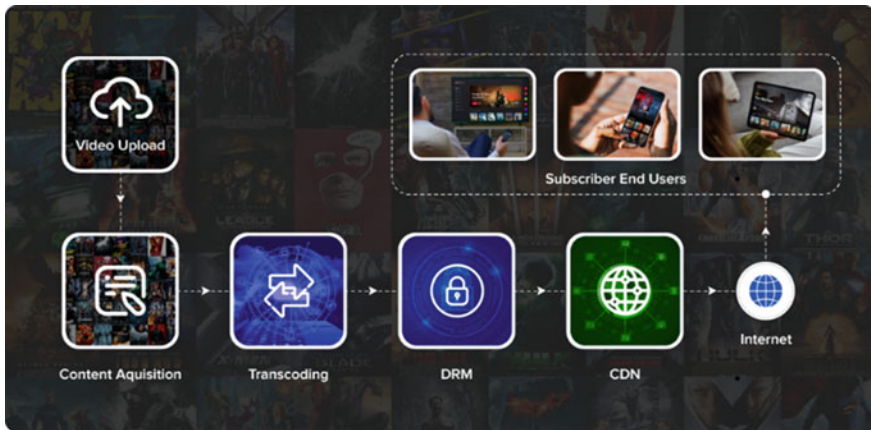 Video Upload
Subscriber End Users
Content Aquisition
Transcoding
DRM
CDN
Internet